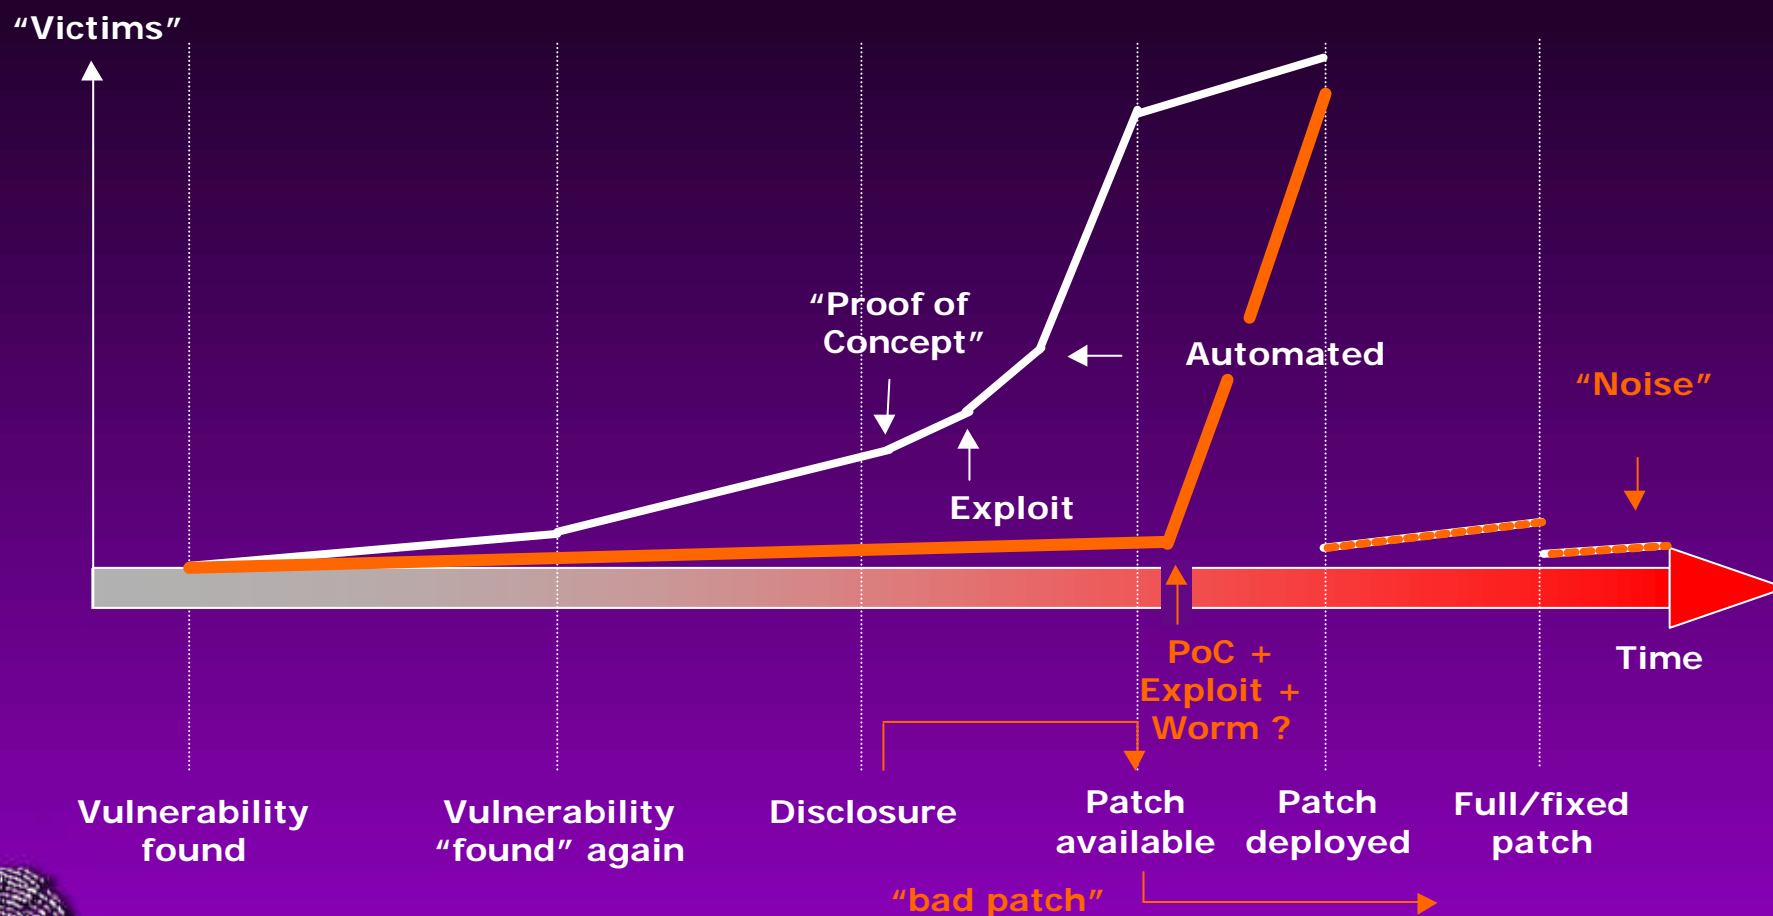 “Victims”
“Proof of
Concept”
Automated
“Noise”
Exploit
PoC +
Exploit +
Worm ?
Time
Vulnerability
found
Vulnerability
“found” again
Disclosure
Patch
available
Patch
deployed
Full/fixed
patch
“bad patch”